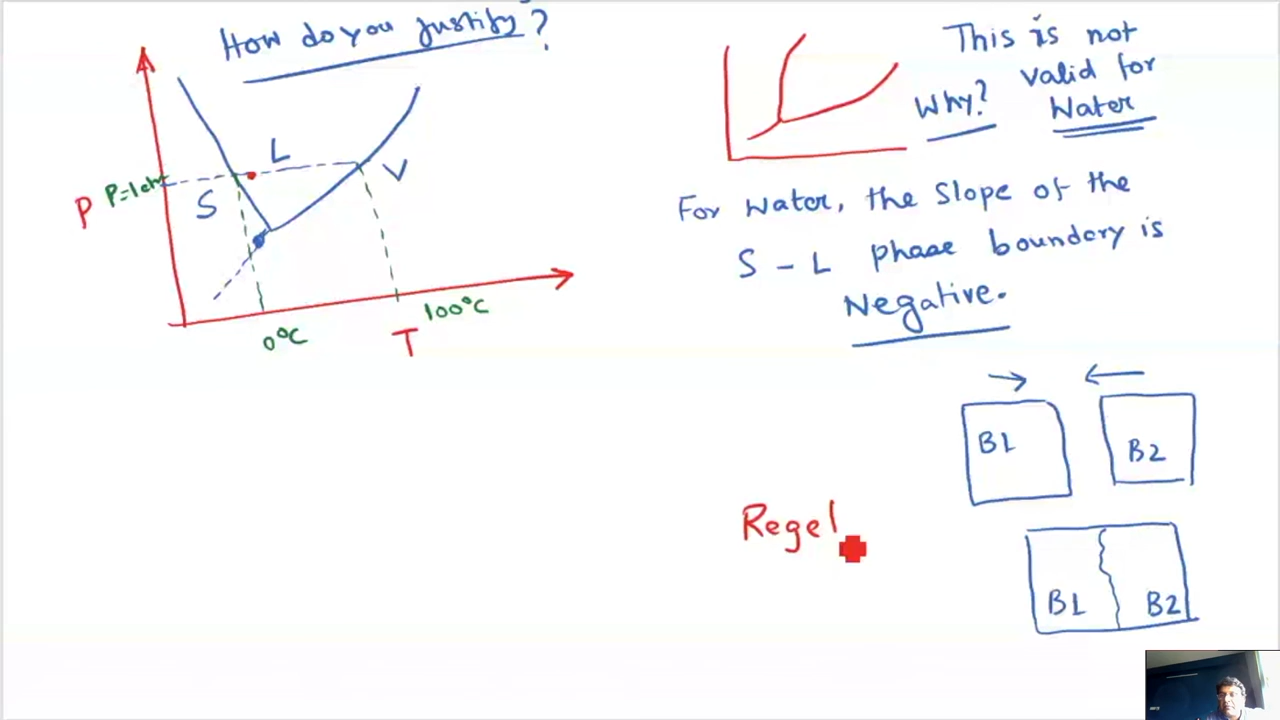 How do you justify?
P
P=1atm
S
L
V
0°C
100°C
T
This is not
Why? Valid for
Water
For water, the slope of the
S-L phase boundary is
Negative.
B1
B2
Regel
B1
B2